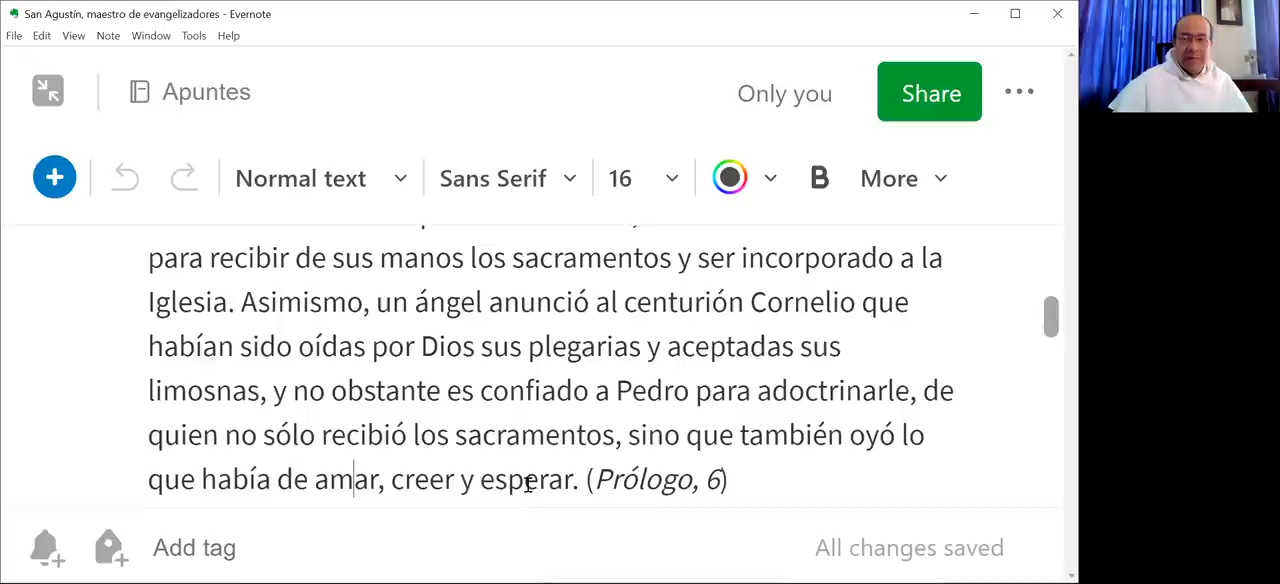 San Agustín, maestro de evangelizadores - Evernote
File Edit View Note Window Tools Help
Apuntes Only you Share
Normal text Sans Serif 16 B More
para recibir de sus manos los sacramentos y ser incorporado a la
Iglesia. Asimismo, un ángel anunció al centurión Cornelio que
habían sido oídas por Dios sus plegarias y aceptadas sus
limosnas, y no obstante es confiado a Pedro para adoctrinarle, de
quien no sólo recibió los sacramentos, sino que también oyó lo
que había de amar, creer y esperar. (Prólogo, 6)
Add tag All changes saved